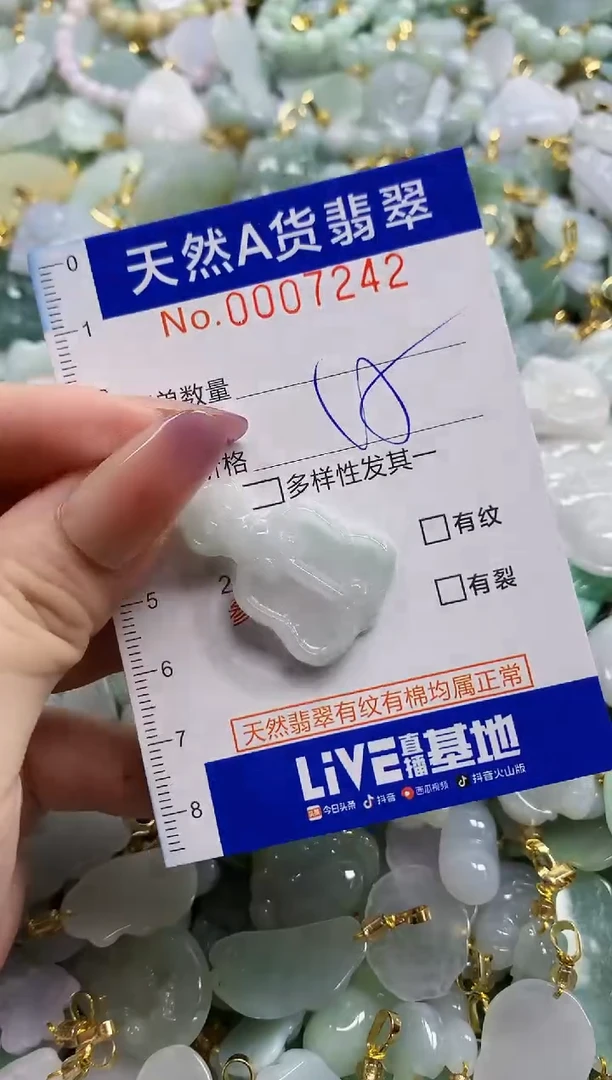 天然A货翡翠
No.0007242
0
1
单数量
价格
多样性发其一
有纹
有裂
2
5
6
7
8
天然翡翠有纹有棉均属正常
LiVE直播基地
今日头条 抖音 西瓜视频 抖音火山版